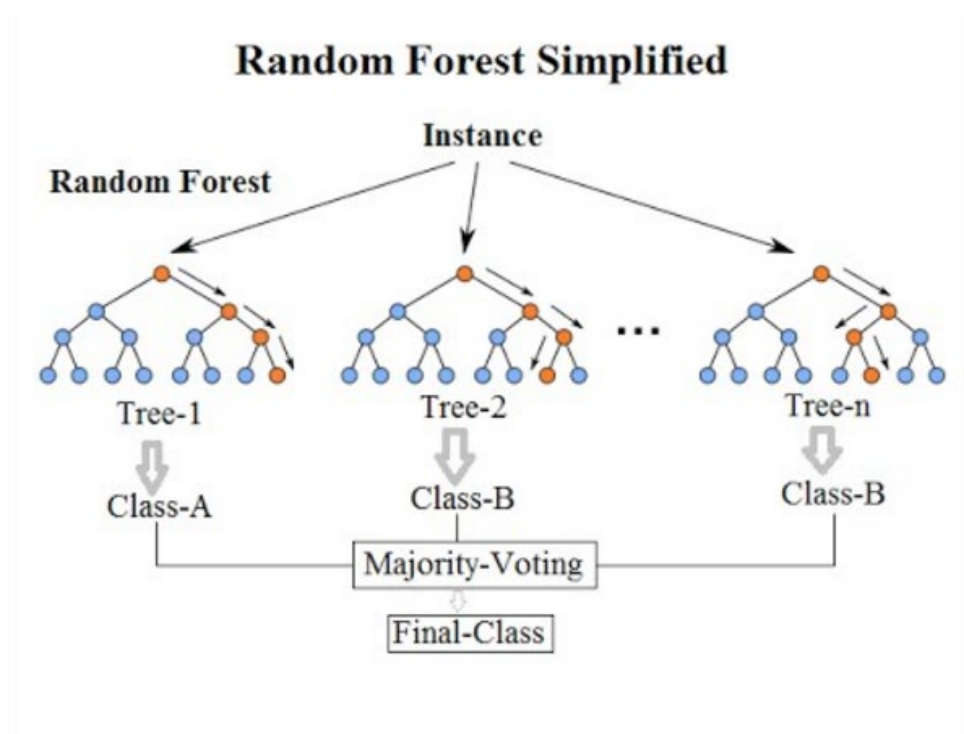 Random Forest Simplified
Instance
Random Forest
...
Tree-1
Tree-2
Tree-n
Class-A
Class-B
Class-B
Majority-Voting
Final-Class